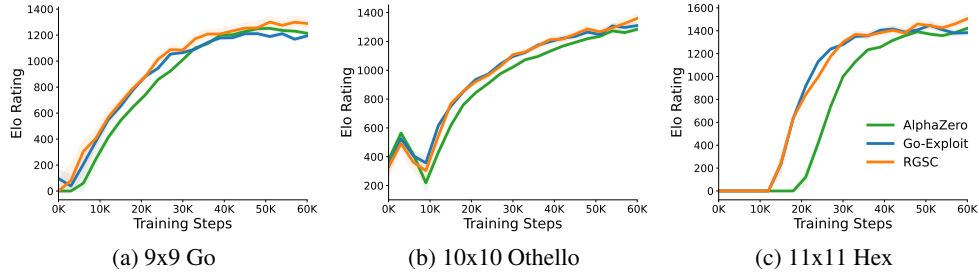 1400
1200
1000
800
600
400
200
0
Elo Rating
0K 10K 20K 30K 40K 50K 60K
Training Steps
(a) 9x9 Go
1400
1200
1000
800
600
400
200
Elo Rating
0K 10K 20K 30K 40K 50K 60K
Training Steps
(b) 10x10 Othello
1600
1400
1200
1000
800
600
400
200
0
Elo Rating
AlphaZero
Go-Exploit
RGSC
0K 10K 20K 30K 40K 50K 60K
Training Steps
(c) 11x11 Hex